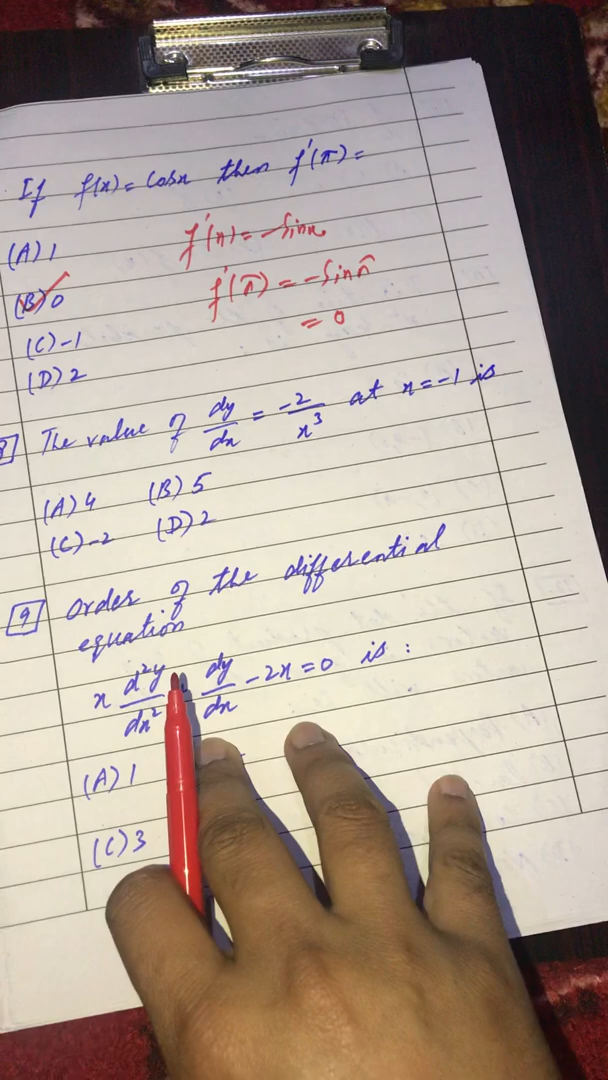 If f(x) = Cosx then f'(π) =
(A) 1
f'(x) = -Sinx
(B) 0
f'(π) = -Sinπ
= 0
(C) -1
(D) 2
The value of dy/dx = -2/x³ at x = -1 is
(A) 4 (B) 5
(C) -2 (D) 2
9 Order of the differential
equation
x d²y/dx² dy/dx - 2x = 0 is :
(A) 1
(C) 3